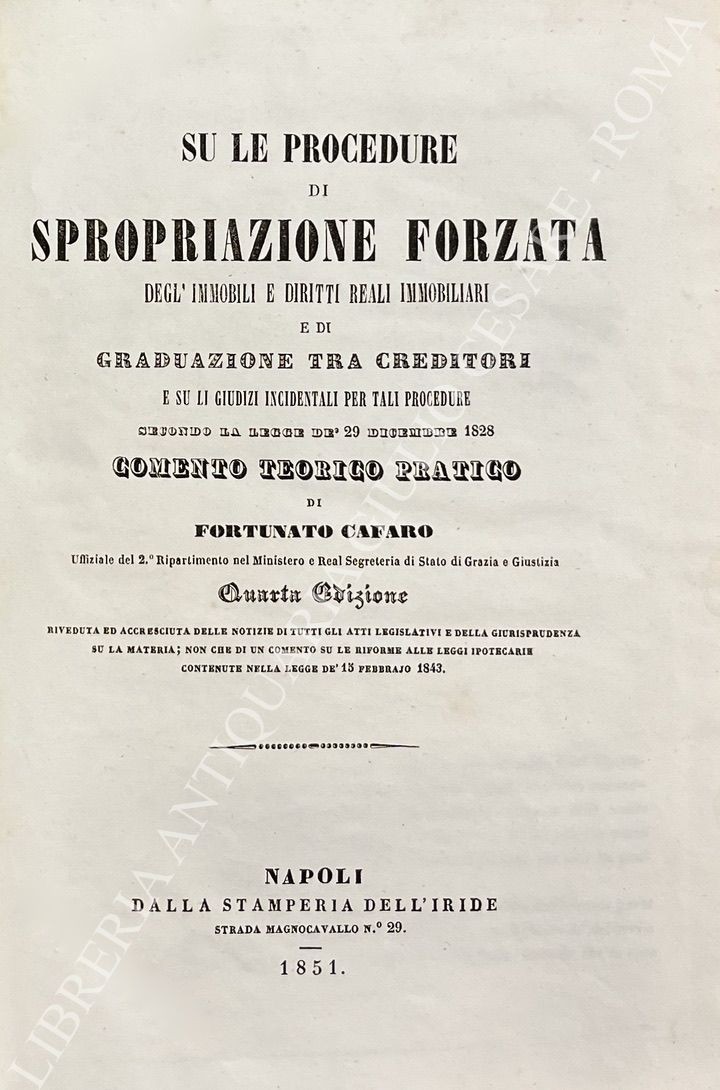 SU LE PROCEDURE
DI
SPROPRIAZIONE FORZATA
DEGL' IMMOBILI E DIRITTI REALI IMMOBILIARI
E DI
GRADUAZIONE TRA CREDITORI
E SU LI GIUDIZI INCIDENTALI PER TALI PROCEDURE
SECONDO LA LEGGE DE' 29 DICEMBRE 1828
COMENTO TEORICO PRATICO
DI
FORTUNATO CAFARO
Uffiziale del 2.º Ripartimento nel Ministero e Real Segreteria di Stato di Grazia e Giustizia
Quarta Edizione
RIVEDUTA ED ACCRESCIUTA DELLE NOTIZIE DI TUTTI GLI ATTI LEGISLATIVI E DELLA GIURISPRUDENZA
SU LA MATERIA; NON CHE DI UN COMENTO SU LE RIFORME ALLE LEGGI IPOTECARIE
CONTENUTE NELLA LEGGE DE' 15 FEBBRAJO 1843.
NAPOLI
DALLA STAMPERIA DELL'IRIDE
STRADA MAGNOCAVALLO N.º 29.
1851.
LIBRERIA ANTIQUARIA GIULIO CESARE - ROMA